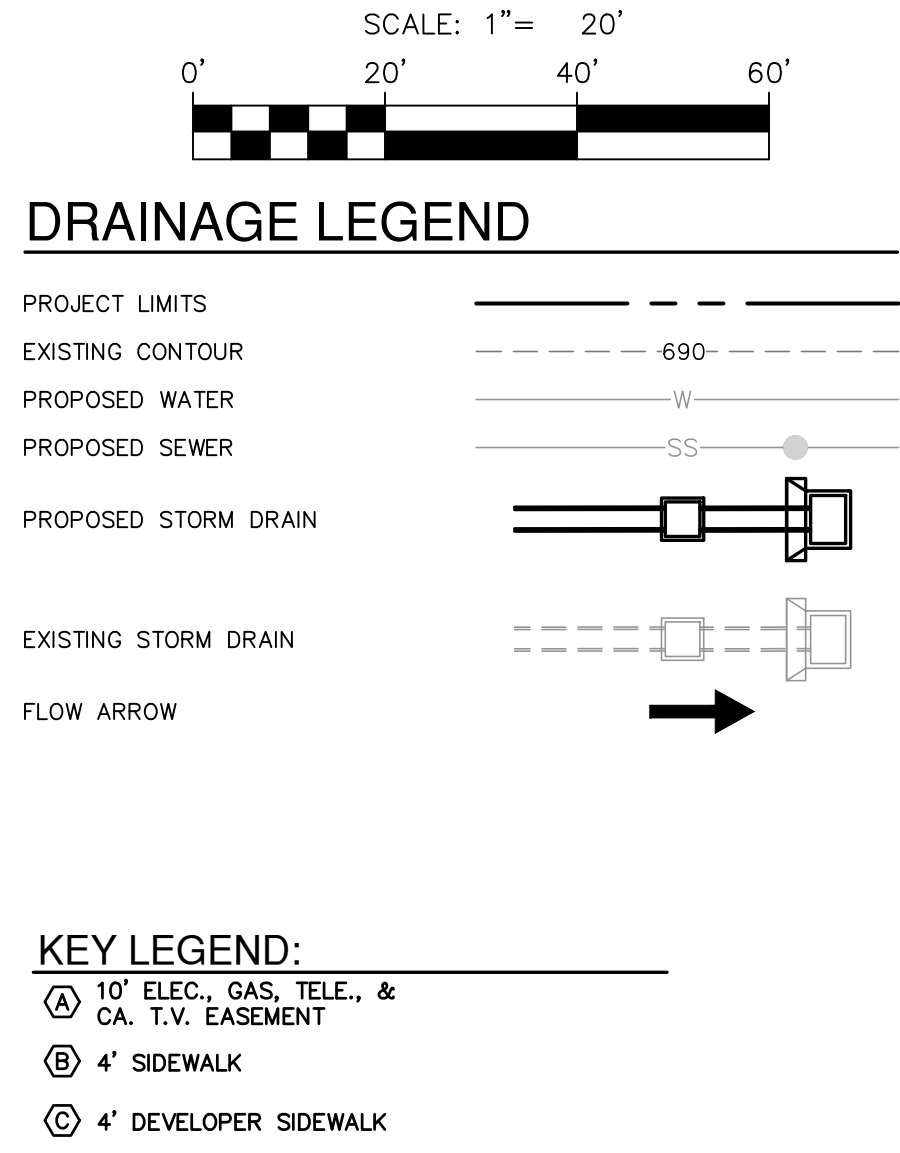 SCALE: 1"= 20'
0' 20' 40' 60'
DRAINAGE LEGEND
PROJECT LIMITS
EXISTING CONTOUR 690
PROPOSED WATER W
PROPOSED SEWER SS
PROPOSED STORM DRAIN
EXISTING STORM DRAIN
FLOW ARROW
KEY LEGEND:
A 10' ELEC., GAS, TELE., &
CA. T.V. EASEMENT
B 4' SIDEWALK
C 4' DEVELOPER SIDEWALK